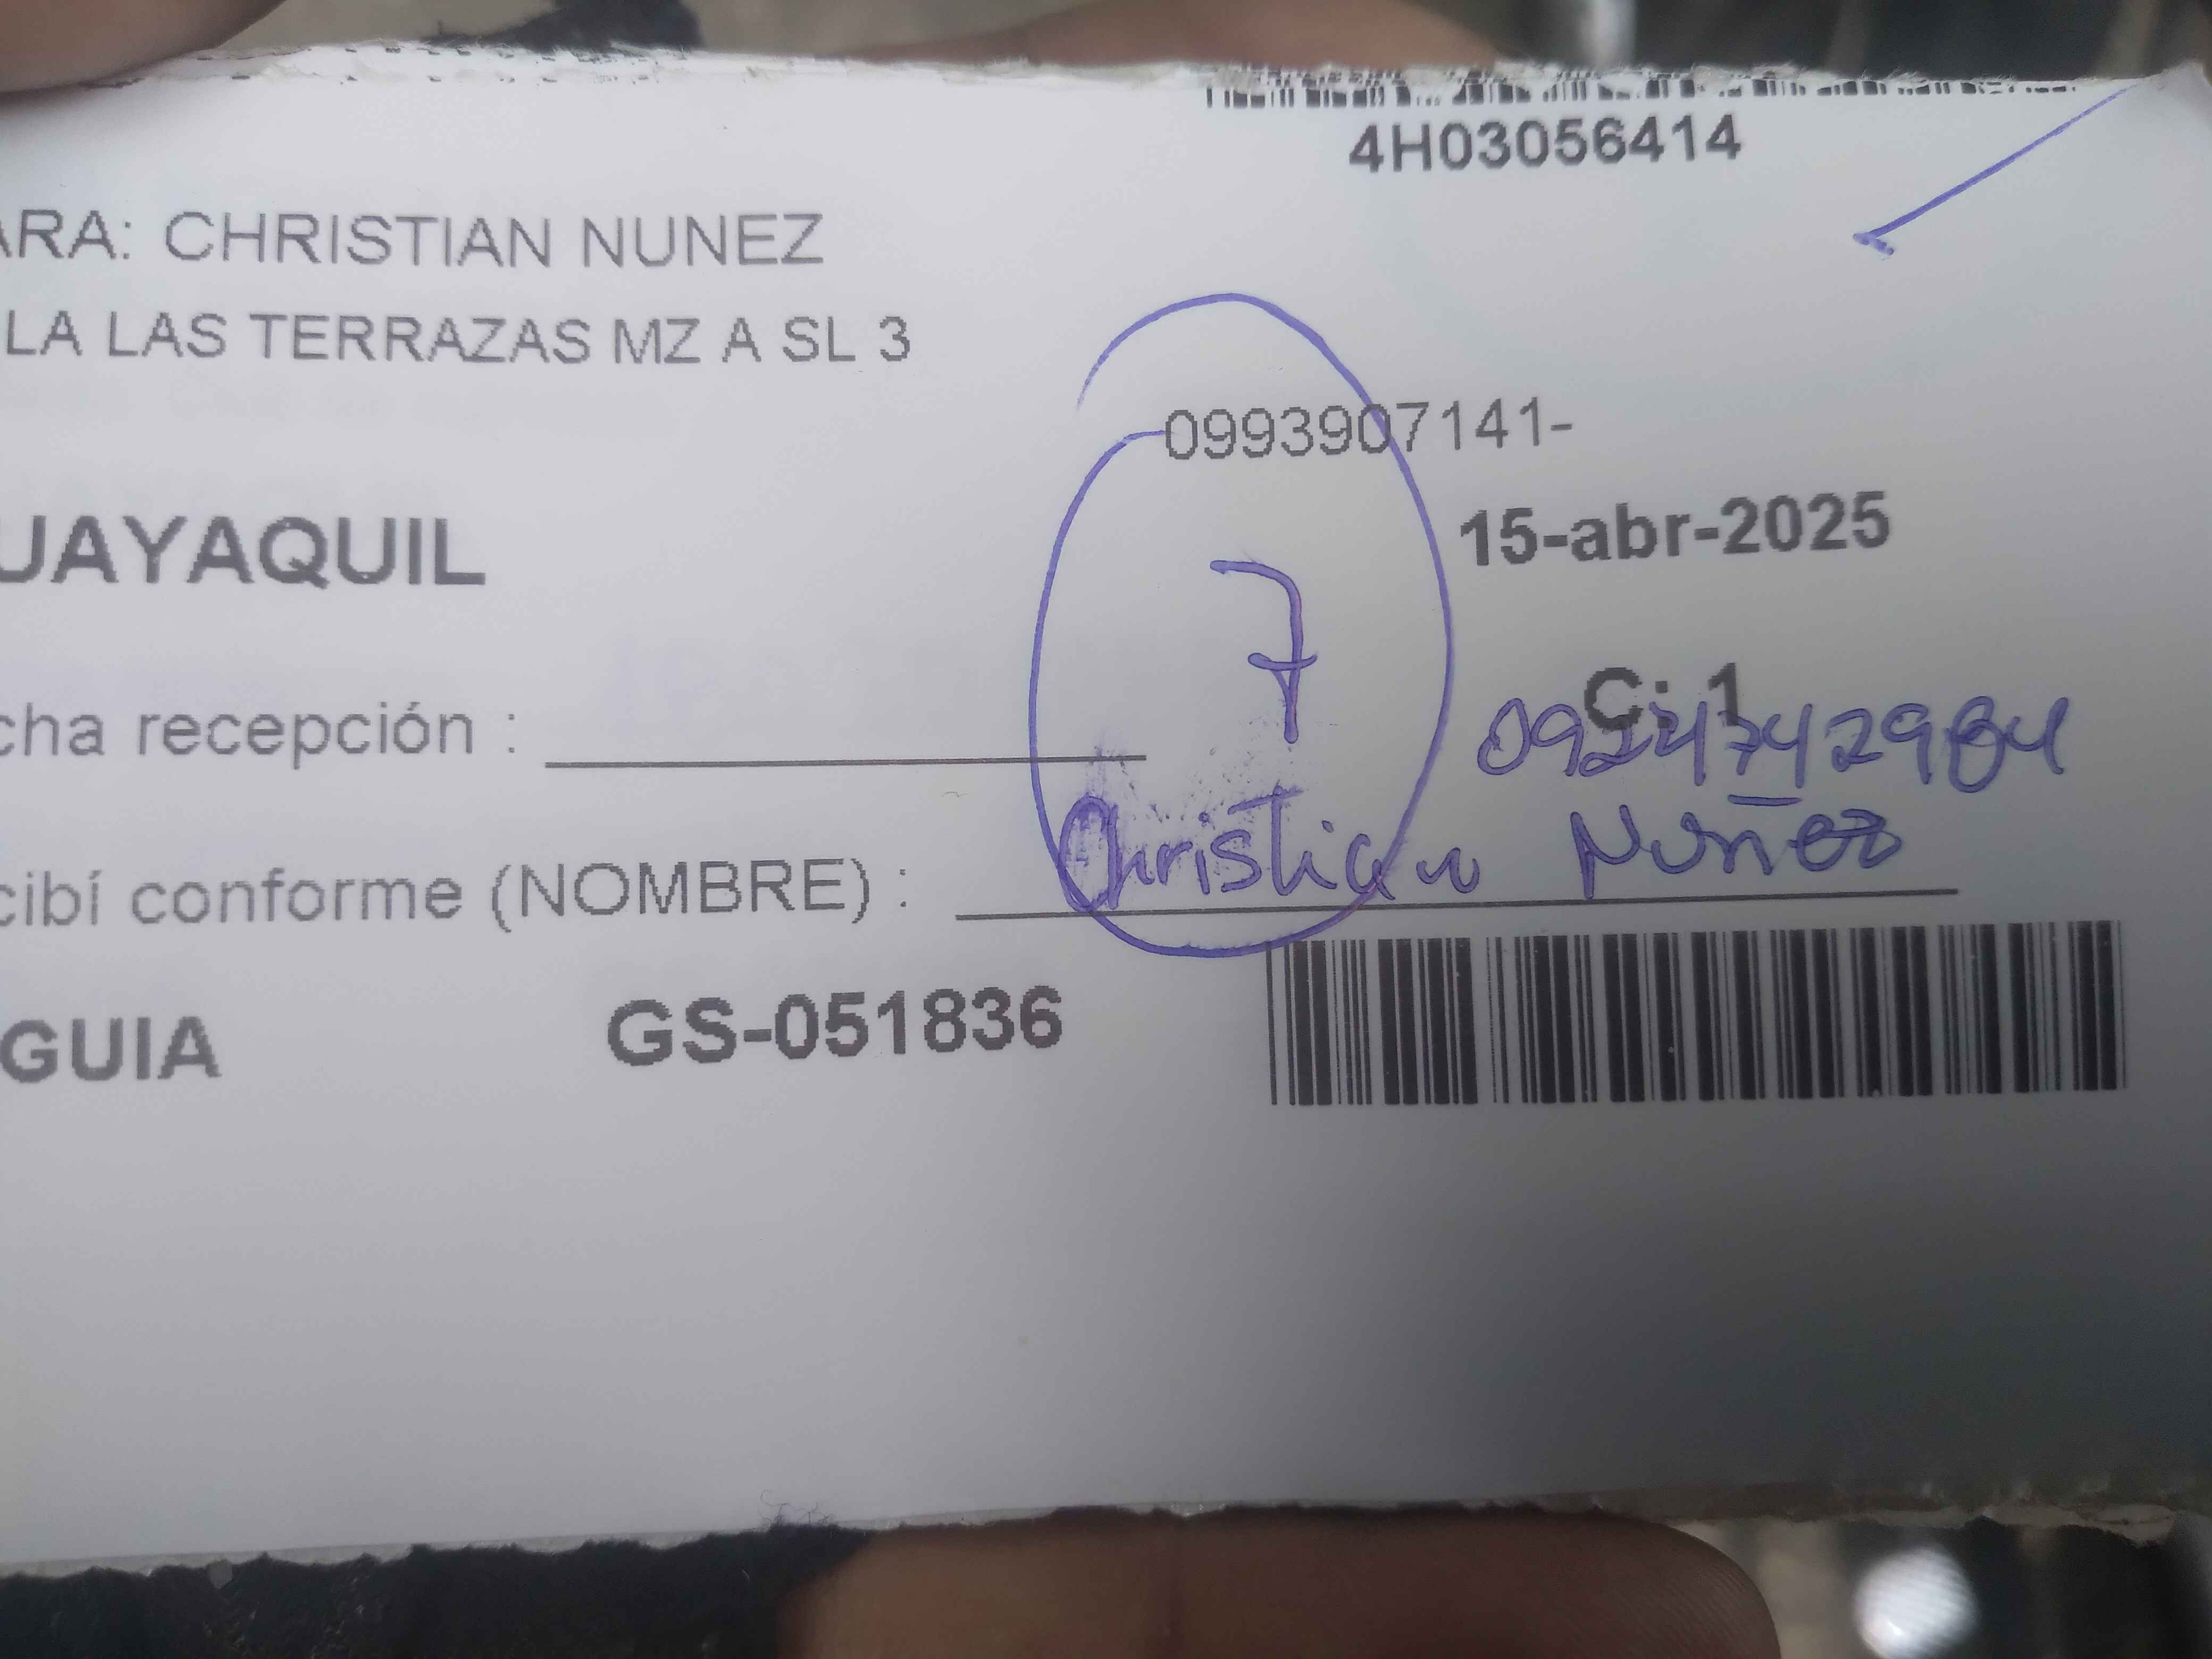 4H03056414
ARA: CHRISTIAN NUNEZ
LA LAS TERRAZAS MZ A SL 3
0993907141-
UAYAQUIL
15-abr-2025
7
C: 1
cha recepción :
cibí conforme (NOMBRE) :
Christian Nuñez
GUIA GS-051836